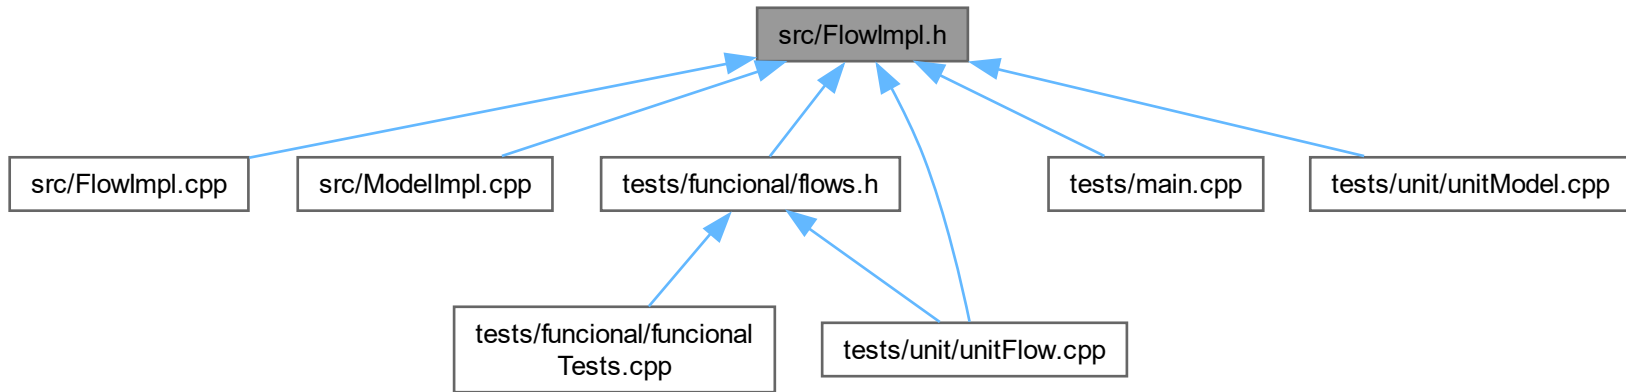 src/FlowImpl.h
src/FlowImpl.cpp
src/ModelImpl.cpp
tests/funcional/flows.h
tests/main.cpp
tests/unit/unitModel.cpp
tests/funcional/funcional
Tests.cpp
tests/unit/unitFlow.cpp